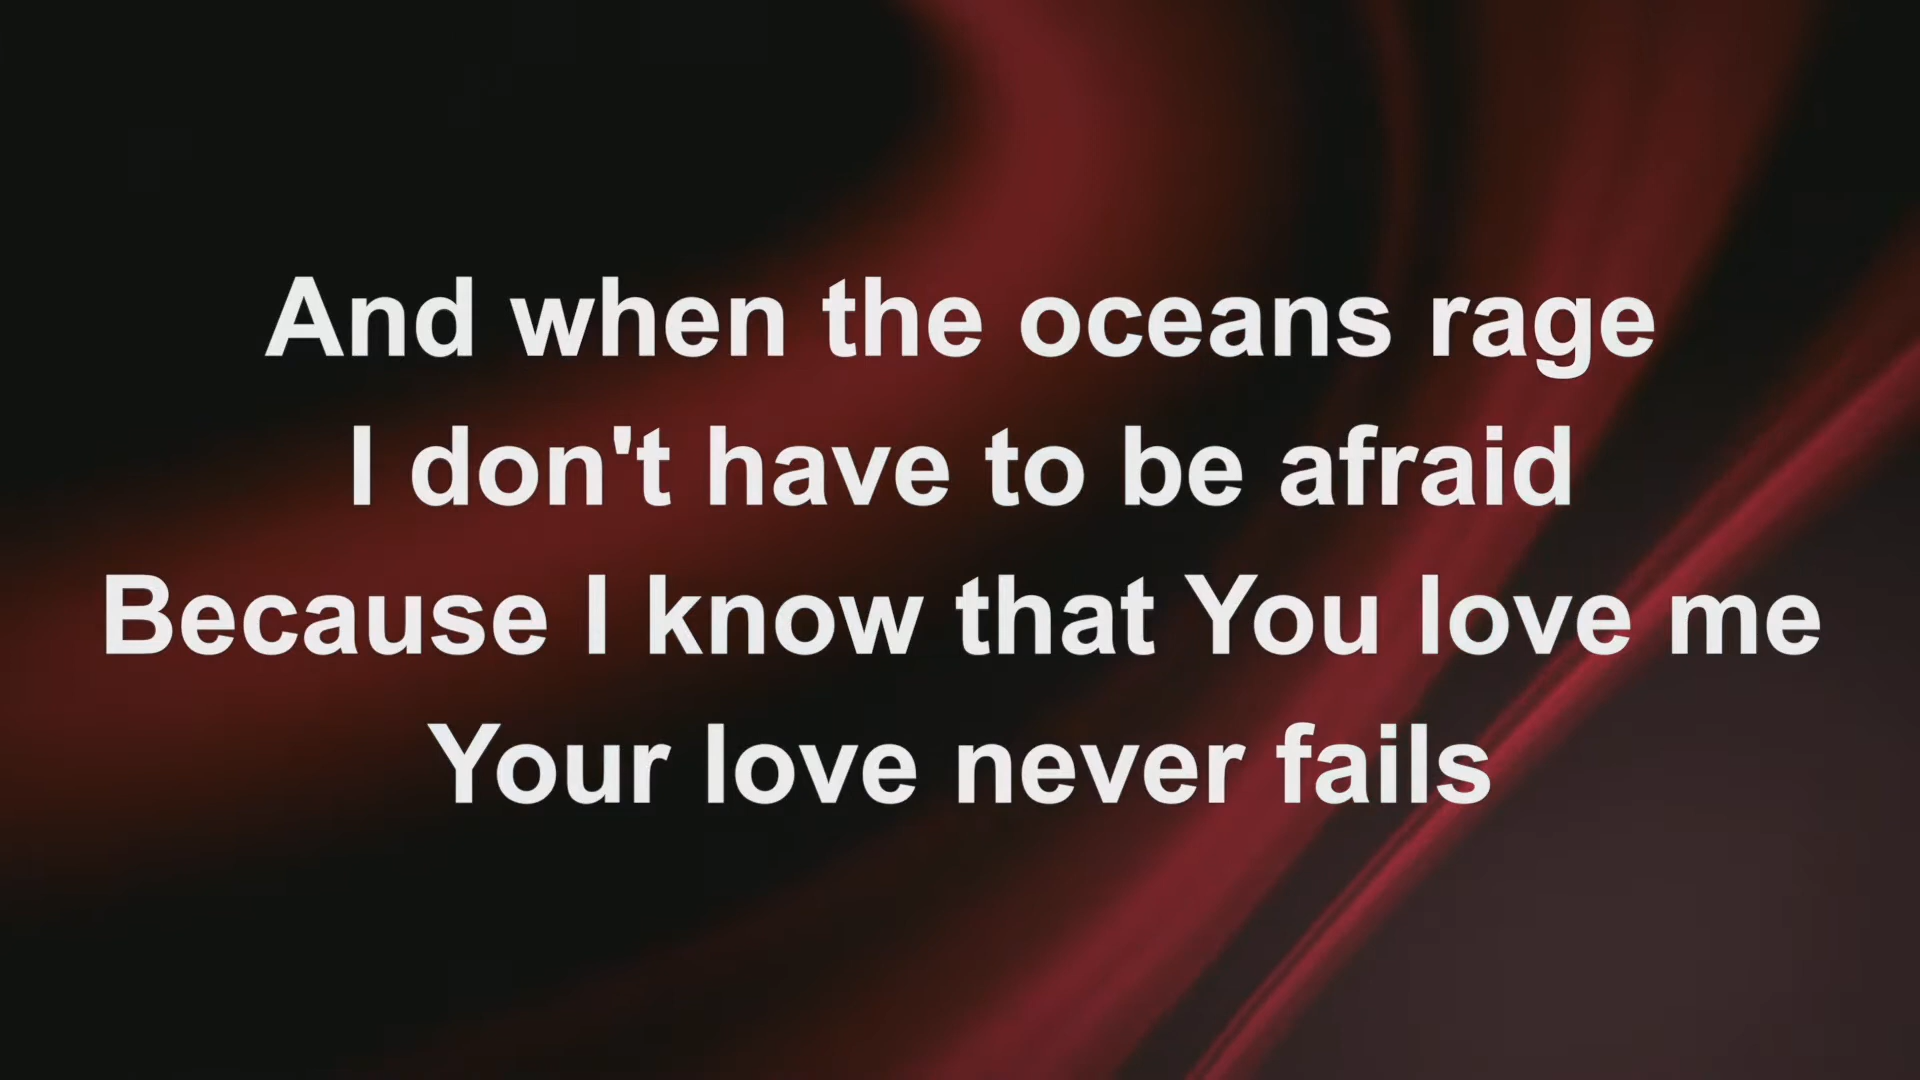 And when the oceans rage
I don't have to be afraid
Because I know that You love me
Your love never fails